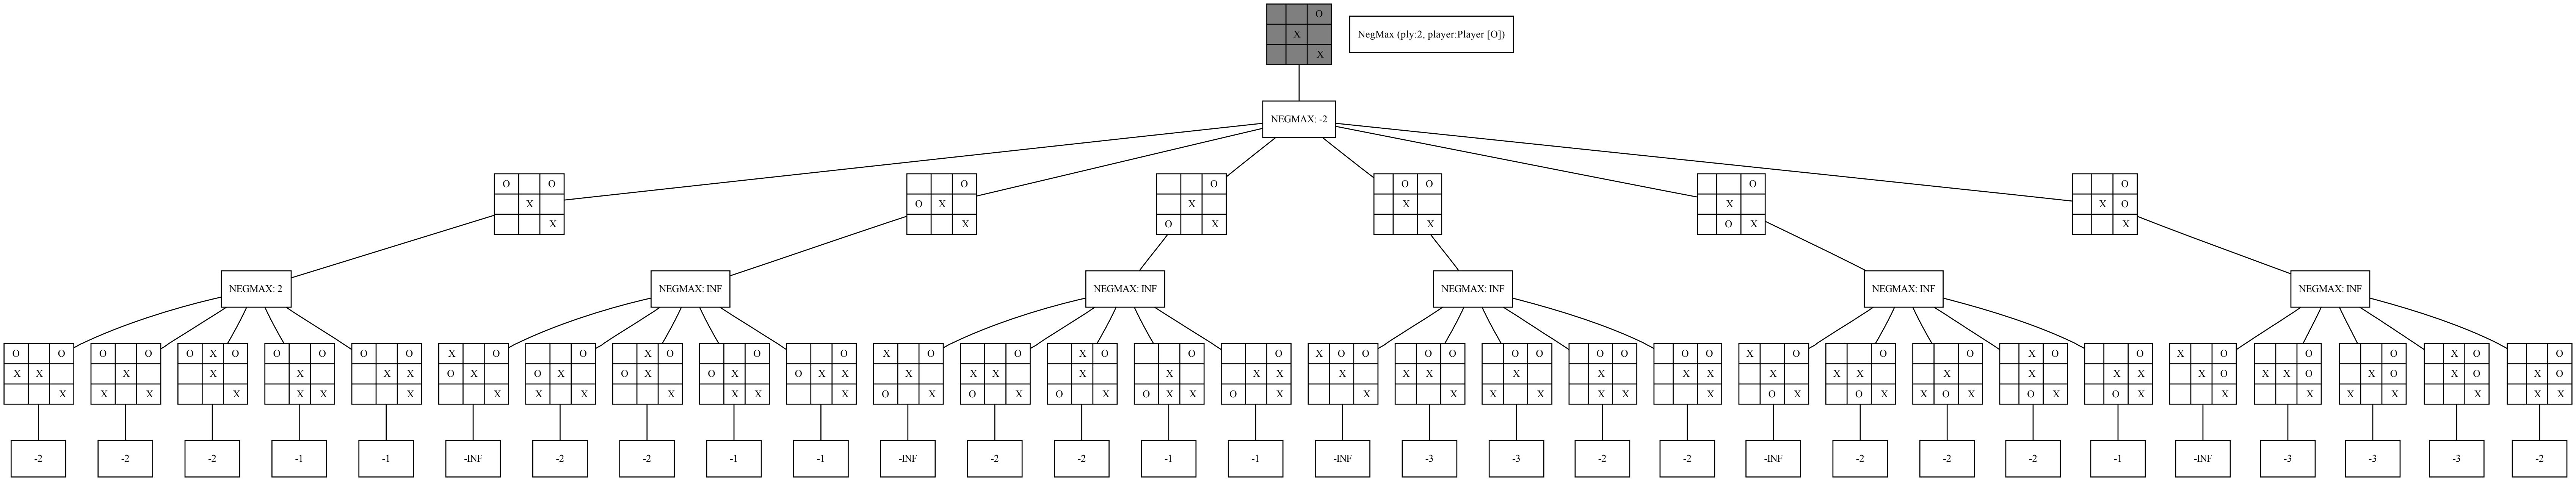 O
X NegMax (ply:2, player:Player [O])
X
NEGMAX: -2
O O O O O O O O
X O X X X X X O
X X O X X O X X
NEGMAX: 2 NEGMAX: INF NEGMAX: INF NEGMAX: INF NEGMAX: INF NEGMAX: INF
O O O O O X O O O O O X O O X O O O X O O X O O O X O O O O O O O O O O O X O O O X O O X O O O X O O
X X X X X X X O X O X O X O X O X X X X X X X X X X X X X X X X X X X X X X X O X X O X O X O X O
X X X X X X X X X X X X X X O X O X O X O X X O X X X X X X X X O X O X X O X O X O X X X X X X X X
-2 -2 -2 -1 -1 -INF -2 -2 -1 -1 -INF -2 -2 -1 -1 -INF -3 -3 -2 -2 -INF -2 -2 -2 -1 -INF -3 -3 -3 -2